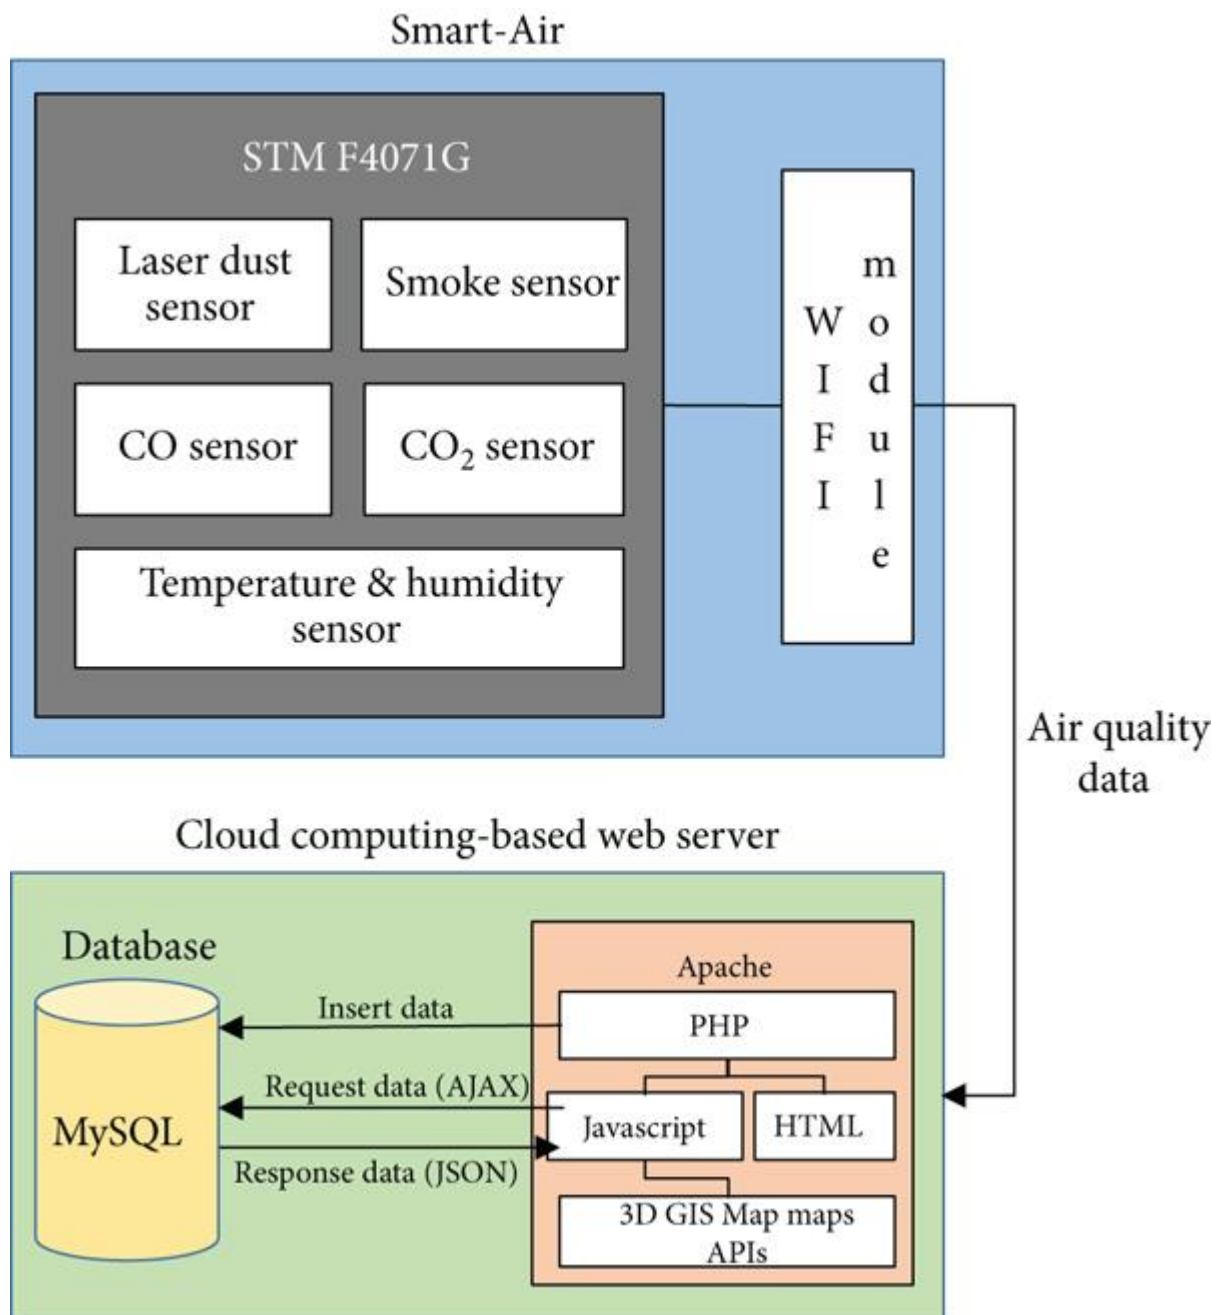 Smart-Air
STM F4071G
Laser dust
sensor
Smoke sensor
CO sensor
CO₂ sensor
Temperature & humidity
sensor
WIFI
module
Air quality
data
Cloud computing-based web server
Database
MySQL
Insert data
Request data (AJAX)
Response data (JSON)
Apache
PHP
Javascript
HTML
3D GIS Map maps
APIs